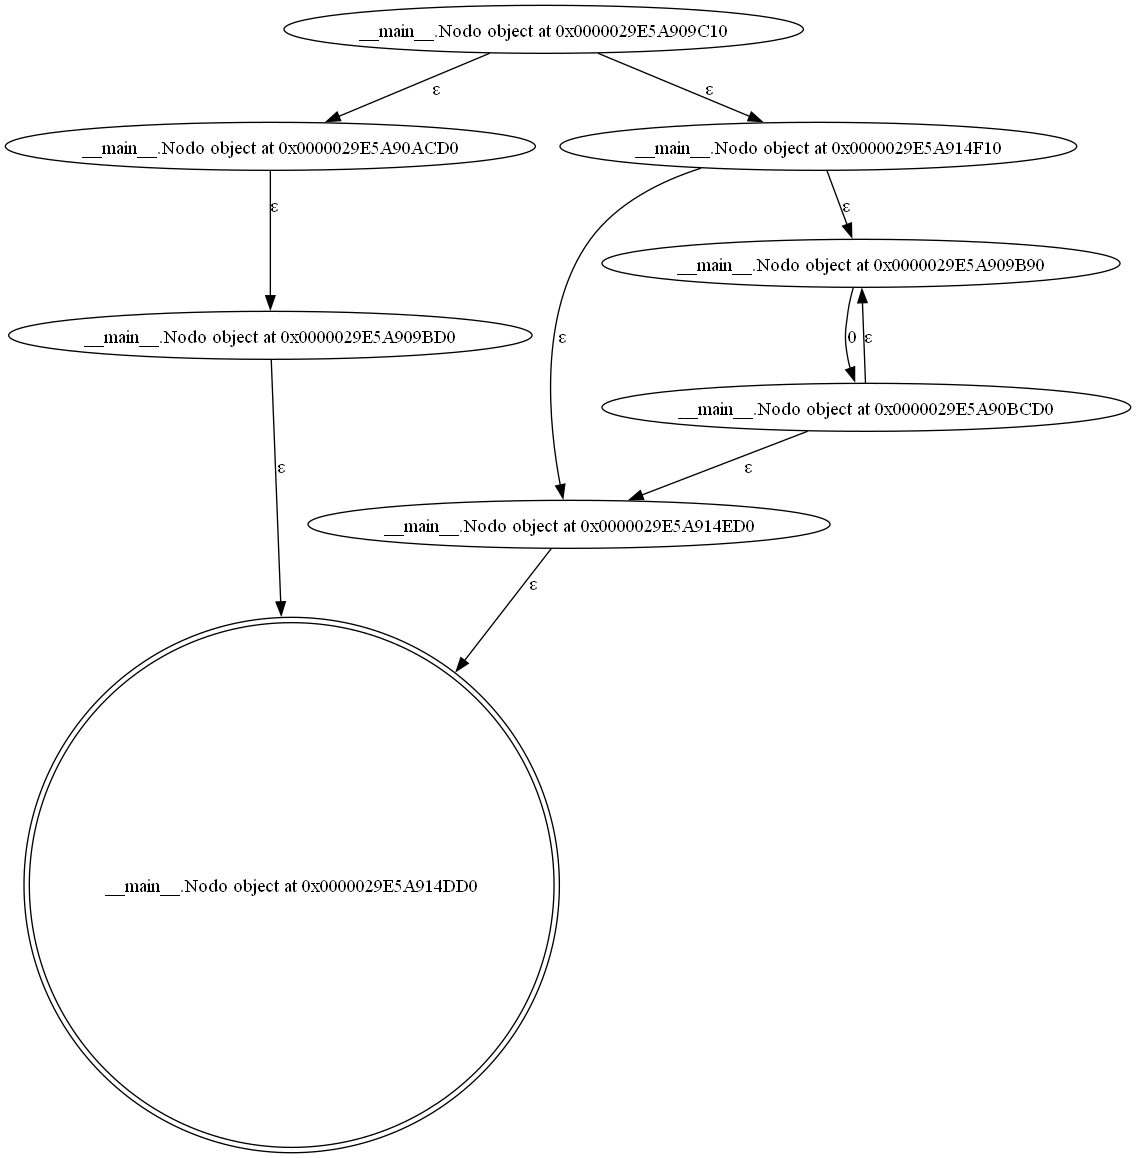 __main__.Nodo object at 0x0000029E5A909C10
ε
ε
__main__.Nodo object at 0x0000029E5A90ACD0
__main__.Nodo object at 0x0000029E5A914F10
ε
ε
__main__.Nodo object at 0x0000029E5A909B90
__main__.Nodo object at 0x0000029E5A909BD0
ε
0
ε
__main__.Nodo object at 0x0000029E5A90BCD0
ε
ε
__main__.Nodo object at 0x0000029E5A914ED0
ε
__main__.Nodo object at 0x0000029E5A914DD0